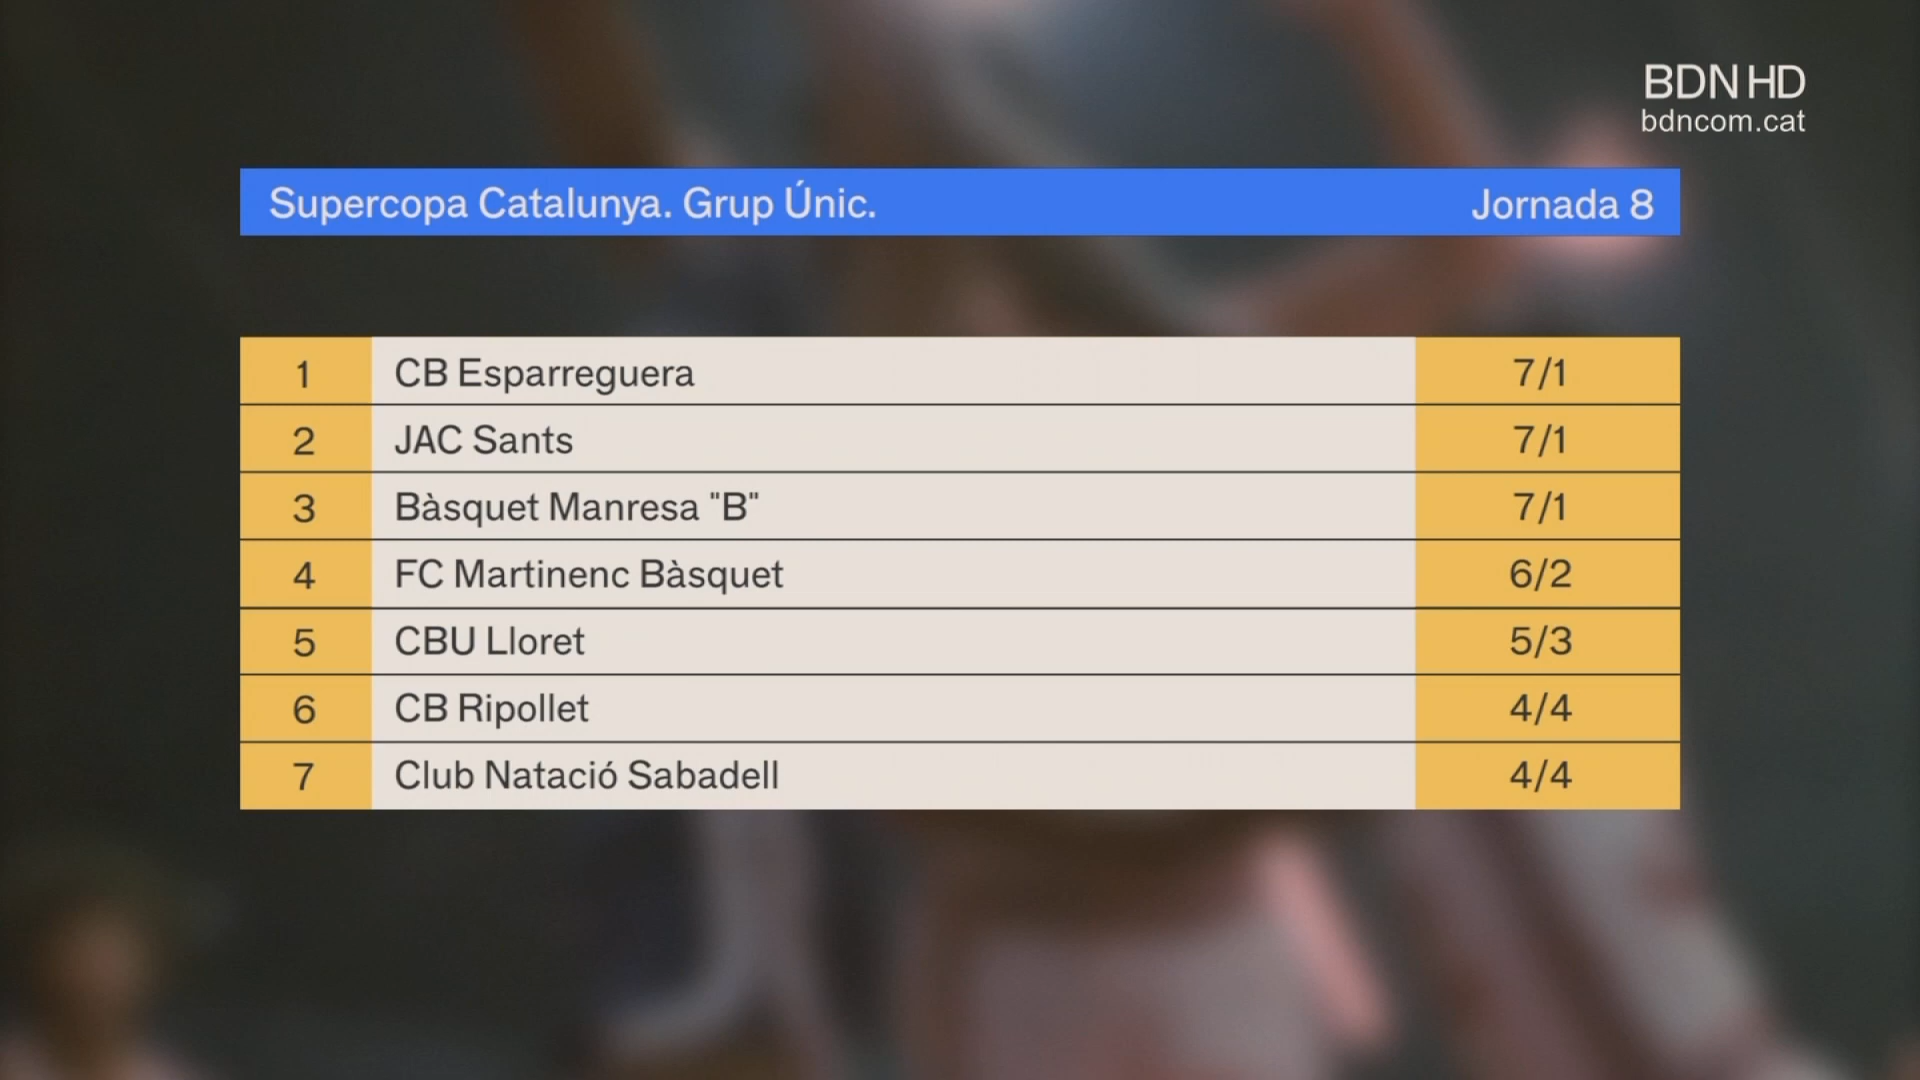 BDN HD
bdncom.cat
Supercopa Catalunya. Grup Únic. Jornada 8
1 CB Esparreguera 7/1
2 JAC Sants 7/1
3 Bàsquet Manresa "B" 7/1
4 FC Martinenc Bàsquet 6/2
5 CBU Lloret 5/3
6 CB Ripollet 4/4
7 Club Natació Sabadell 4/4